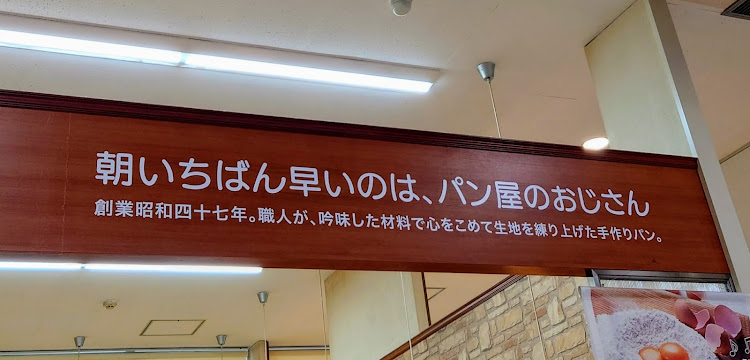 朝いちばん早いのは、パン屋のおじさん
創業昭和四十七年。職人が、吟味した材料で心をこめて生地を練り上げた手作りパン。